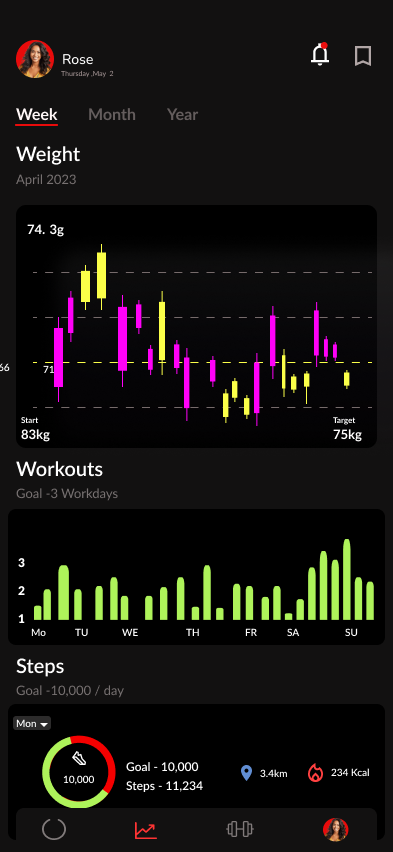 Rose
Thursday ,May 2
Week Month Year
Weight
April 2023
74. 3g
66
71
Start
83kg
Target
75kg
Workouts
Goal -3 Workdays
3
2
1
Mo TU WE TH FR SA SU
Steps
Goal -10,000 / day
Mon
10,000
Goal - 10,000
Steps - 11,234
3.4km
234 Kcal